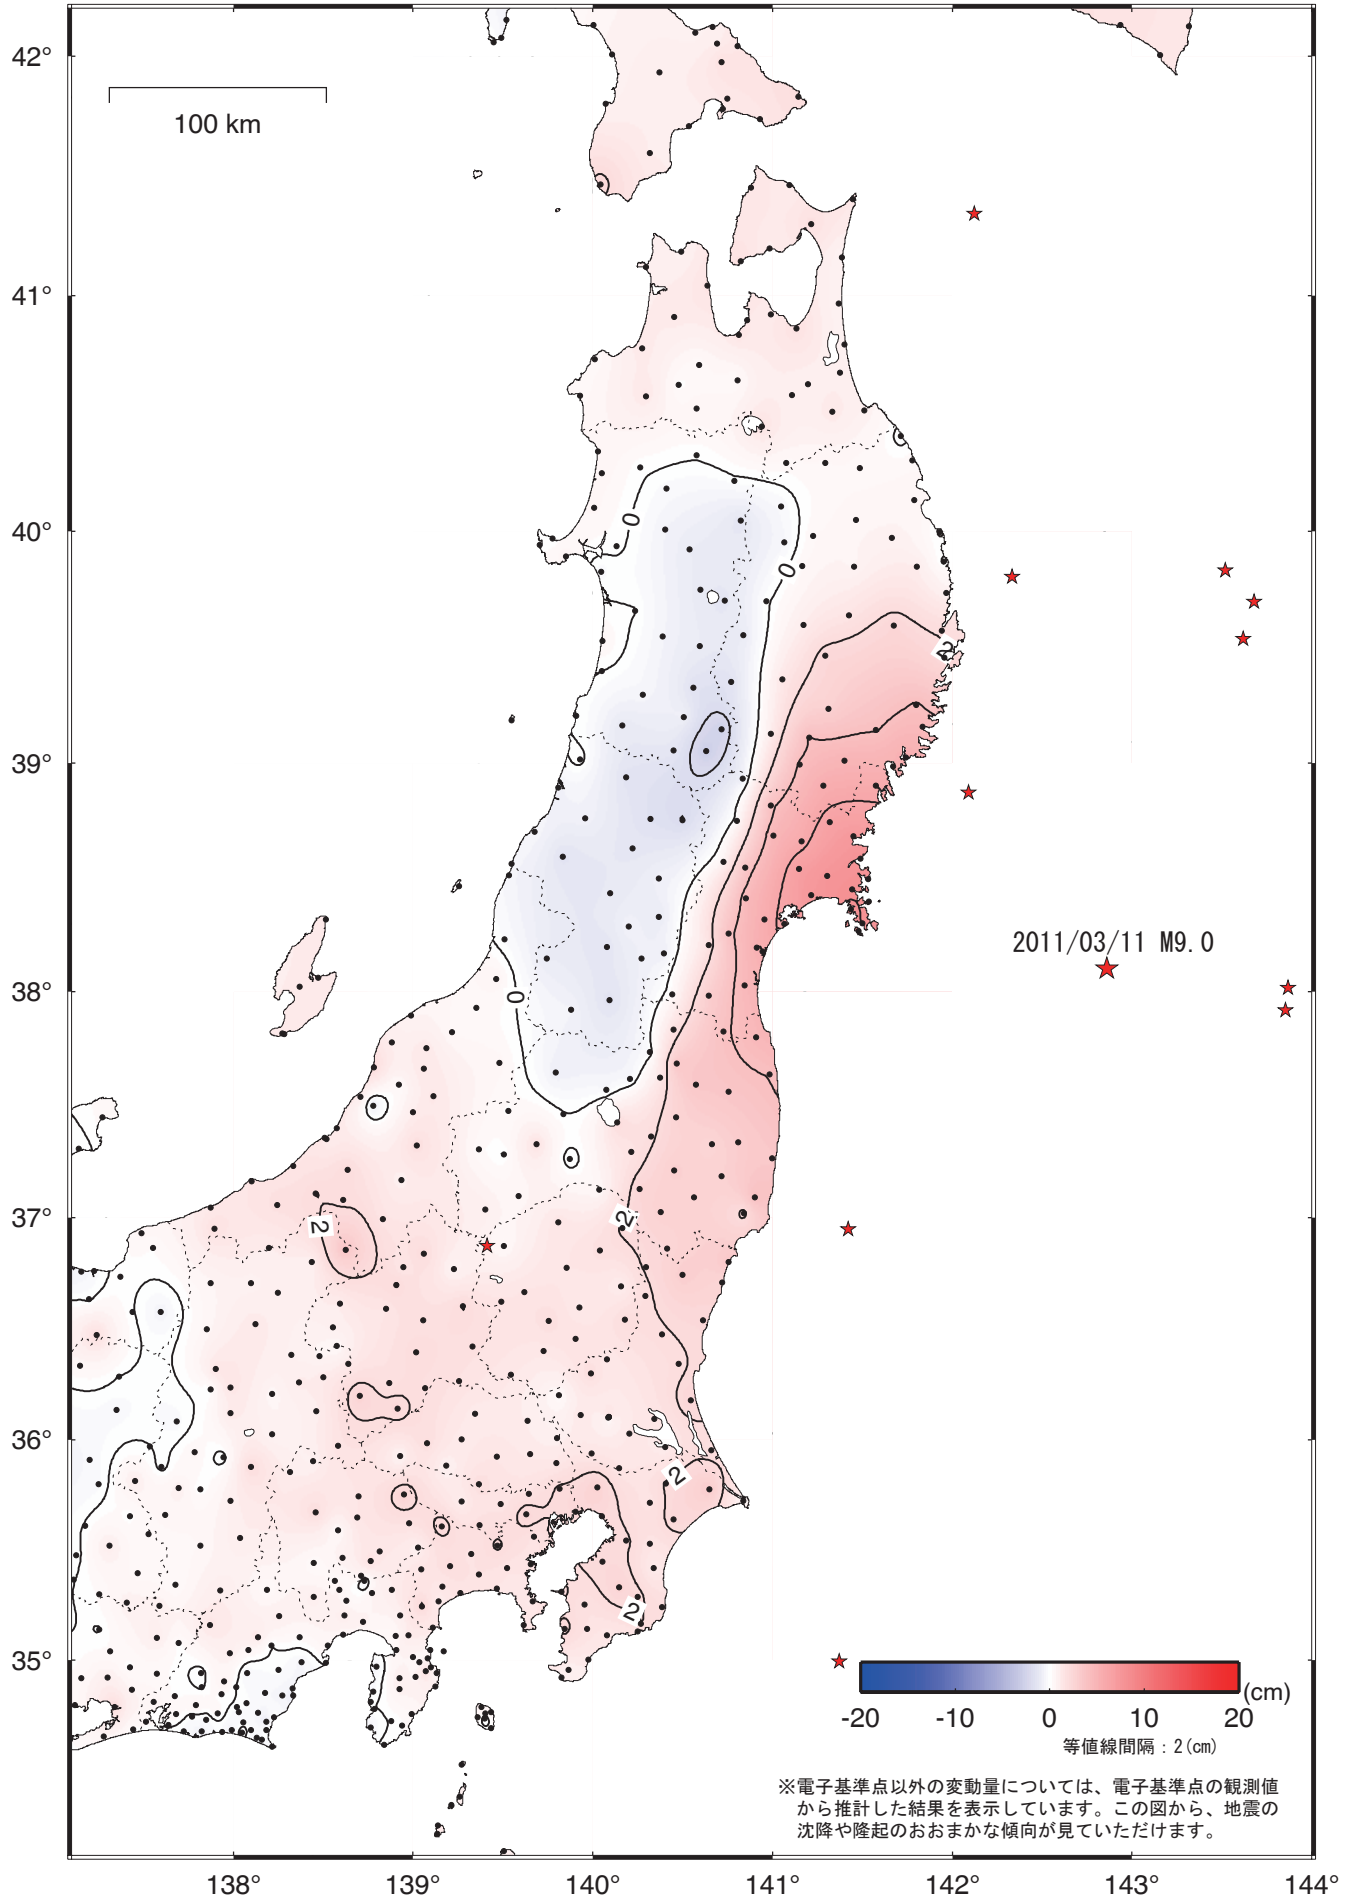 42°
100 km
41°
0
40°
0
2
39°
2011/03/11 M9.0
38°
0
37°
2
2
36°
2
2
35°
(cm)
-20 -10 0 10 20
等値線間隔：2(cm)
※電子基準点以外の変動量については、電子基準点の観測値
から推計した結果を表示しています。この図から、地震の
沈降や隆起のおおまかな傾向が見ていただけます。
138° 139° 140° 141° 142° 143° 144°